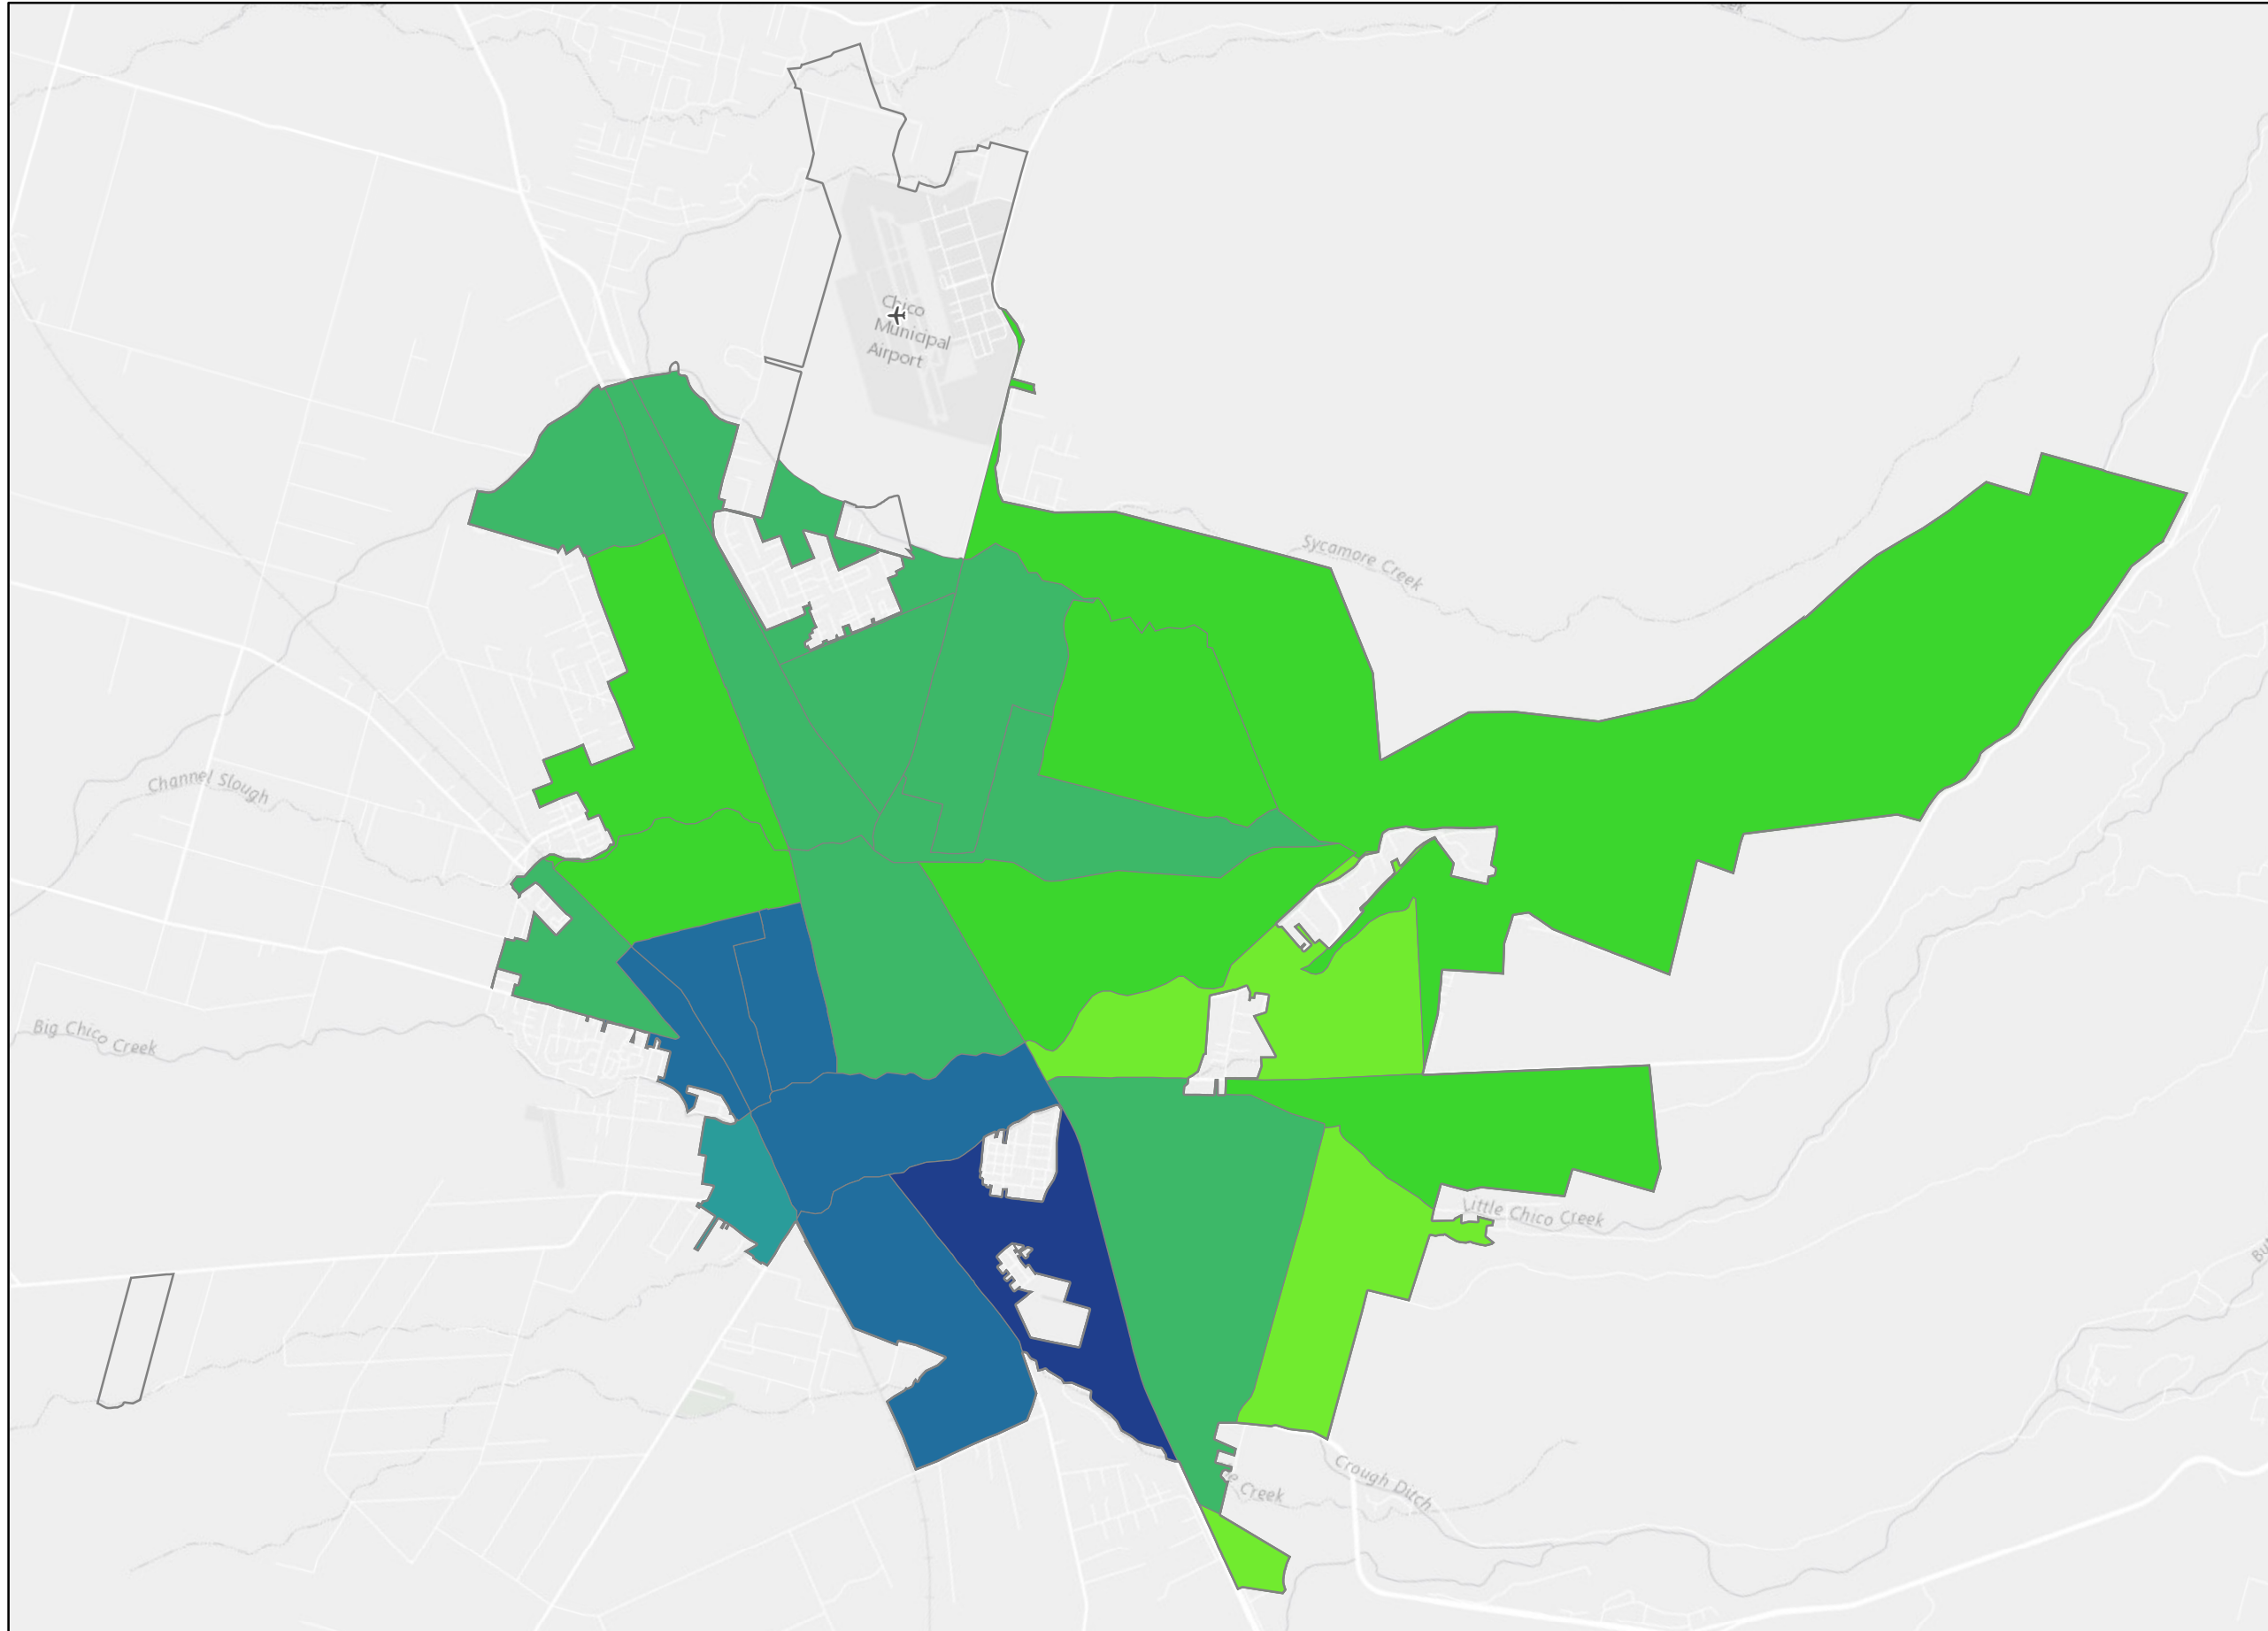 Chico
Municipal
Airport
Sycamore Creek
Channel Slough
Big Chico Creek
Little Chico Creek
Crough Ditch
Creek